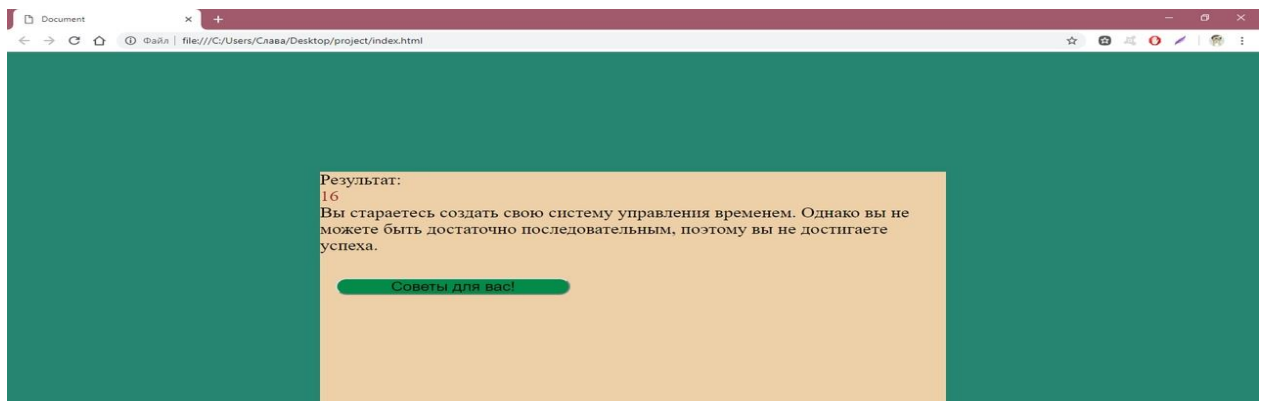 Document
Файл | file:///C:/Users/Слава/Desktop/project/index.html
Результат:
16
Вы стараетесь создать свою систему управления временем. Однако вы не
можете быть достаточно последовательным, поэтому вы не достигаете
успеха.
Советы для вас!